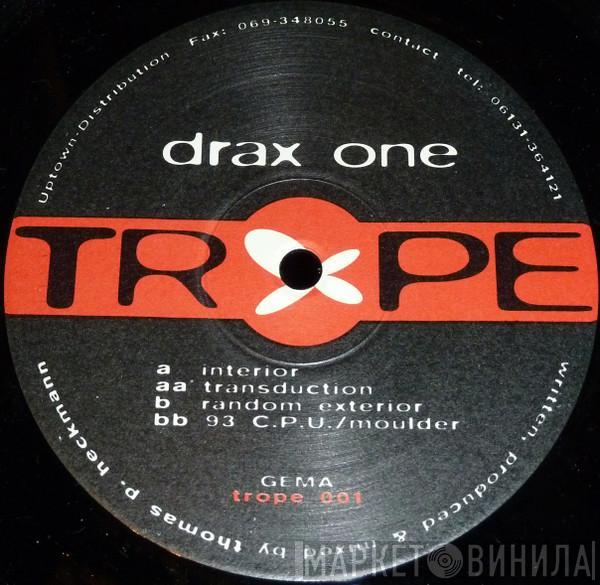 Uptown-Distribution Fax: 069-348055 contact tel: 06131-364121
drax one
TROPE
a interior
aa transduction
b random exterior
bb 93 C.P.U./moulder
GEMA
trope 001
written, produced & mixed by thomas p. heckmann
МАРКЕТ ВИНИЛА